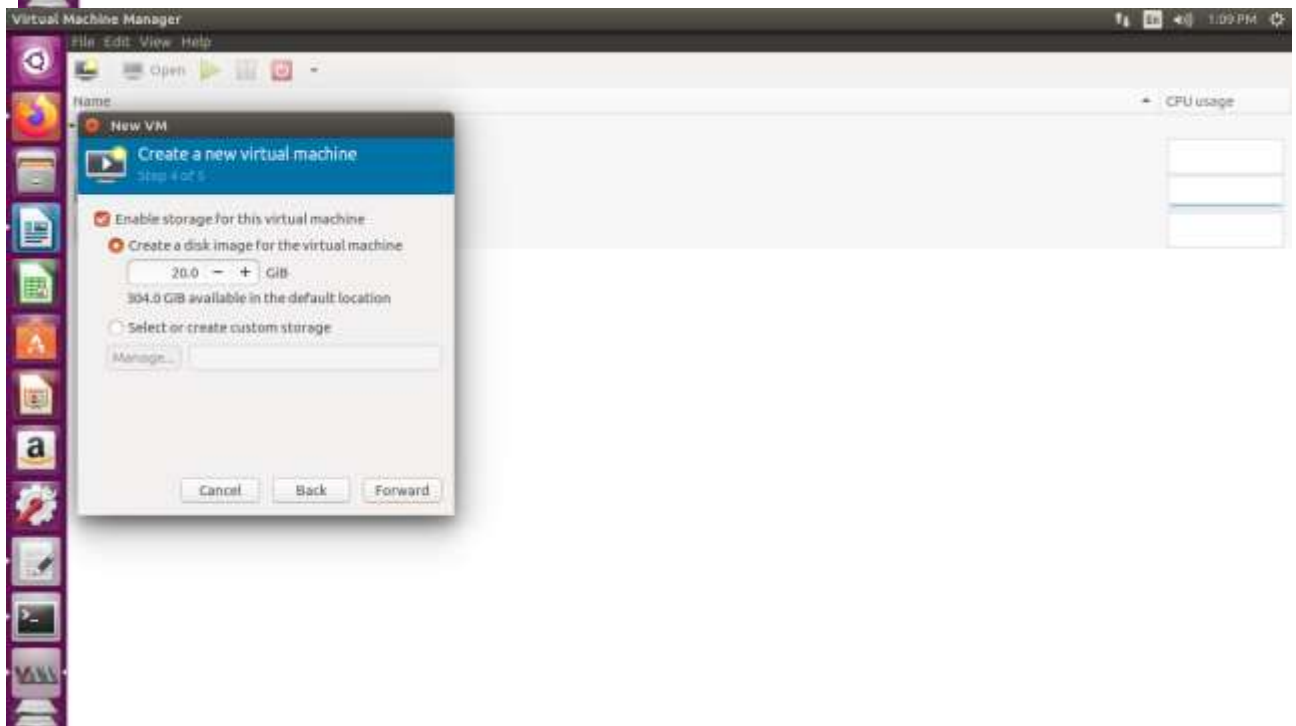 Virtual Machine Manager
En 1:09 PM
File Edit View Help
Open
Name
CPU usage
New VM
Create a new virtual machine
Step 4 of 5
Enable storage for this virtual machine
Create a disk image for the virtual machine
20.0 − + GiB
304.0 GiB available in the default location
Select or create custom storage
Manage...
Cancel Back Forward